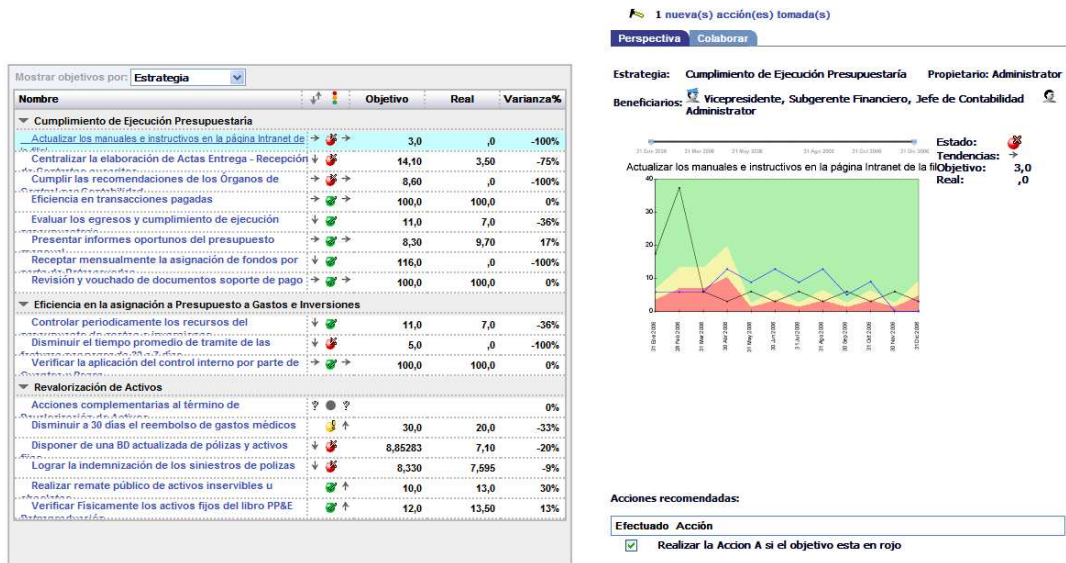 Mostrar objetivos por: Estrategia
Nombre Objetivo Real Varianza%
Cumplimiento de Ejecución Presupuestaria
Actualizar los manuales e instructivos en la página Intranet de 3,0 ,0 -100%
Centralizar la elaboración de Actas Entrega - Recepción 14,10 3,50 -75%
Cumplir las recomendaciones de los Órganos de 8,60 ,0 -100%
Eficiencia en transacciones pagadas 100,0 100,0 0%
Evaluar los egresos y cumplimiento de ejecución 11,0 7,0 -36%
Presentar informes oportunos del presupuesto 8,30 9,70 17%
Receptar mensualmente la asignación de fondos por 116,0 ,0 -100%
Revisión y vouchado de documentos soporte de pago 100,0 100,0 0%
Eficiencia en la asignación a Presupuesto a Gastos e Inversiones
Controlar periodicamente los recursos del 11,0 7,0 -36%
Disminuir el tiempo promedio de tramite de las 5,0 ,0 -100%
Verificar la aplicación del control interno por parte de 100,0 100,0 0%
Revalorización de Activos
Acciones complementarias al término de 0%
Disminuir a 30 días el reembolso de gastos médicos 30,0 20,0 -33%
Disponer de una BD actualizada de pólizas y activos 8,85283 7,10 -20%
Lograr la indemnización de los siniestros de polizas 8,330 7,595 -9%
Realizar remate público de activos inservibles u 10,0 13,0 30%
Verificar Fisicamente los activos fijos del libro PP&E 12,0 13,50 13%
1 nueva(s) acción(es) tomada(s)
Perspectiva Colaborar
Estrategia: Cumplimiento de Ejecución Presupuestaría Propietario: Administrator
Beneficiarios: Vicepresidente, Subgerente Financiero, Jefe de Contabilidad
Administrator
Estado:
Tendencias:
Objetivo: 3,0
Real: ,0
Actualizar los manuales e instructivos en la página Intranet de la fil
40
30
20
10
0
Acciones recomendadas:
Efectuado Acción
Realizar la Accion A si el objetivo esta en rojo